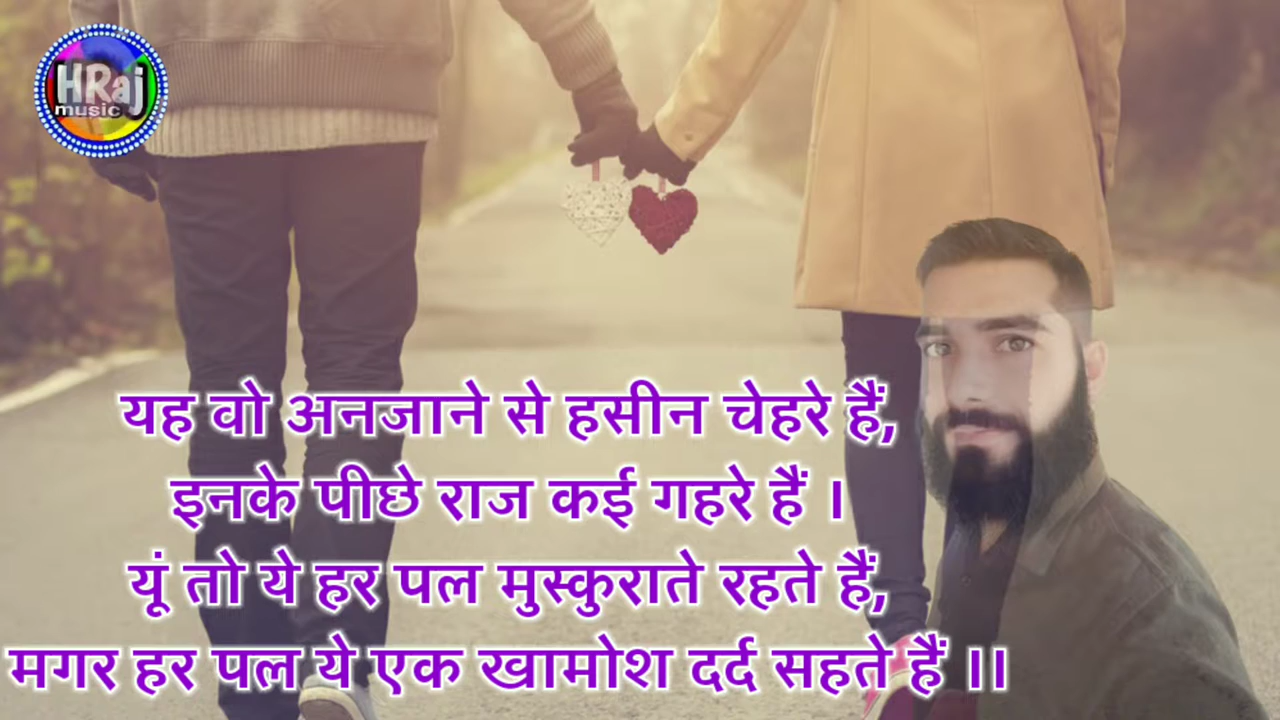 HRaj
music
यह वो अनजाने से हसीन चेहरे हैं,
इनके पीछे राज कई गहरे हैं ।
यूं तो ये हर पल मुस्कुराते रहते हैं,
मगर हर पल ये एक खामोश दर्द सहते हैं ।।